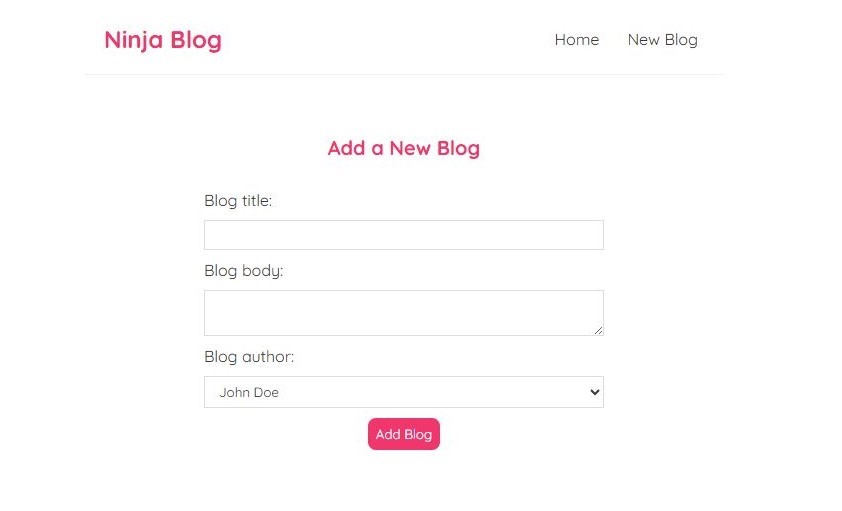 Ninja Blog
Home New Blog
Add a New Blog
Blog title:
Blog body:
Blog author:
John Doe
Add Blog